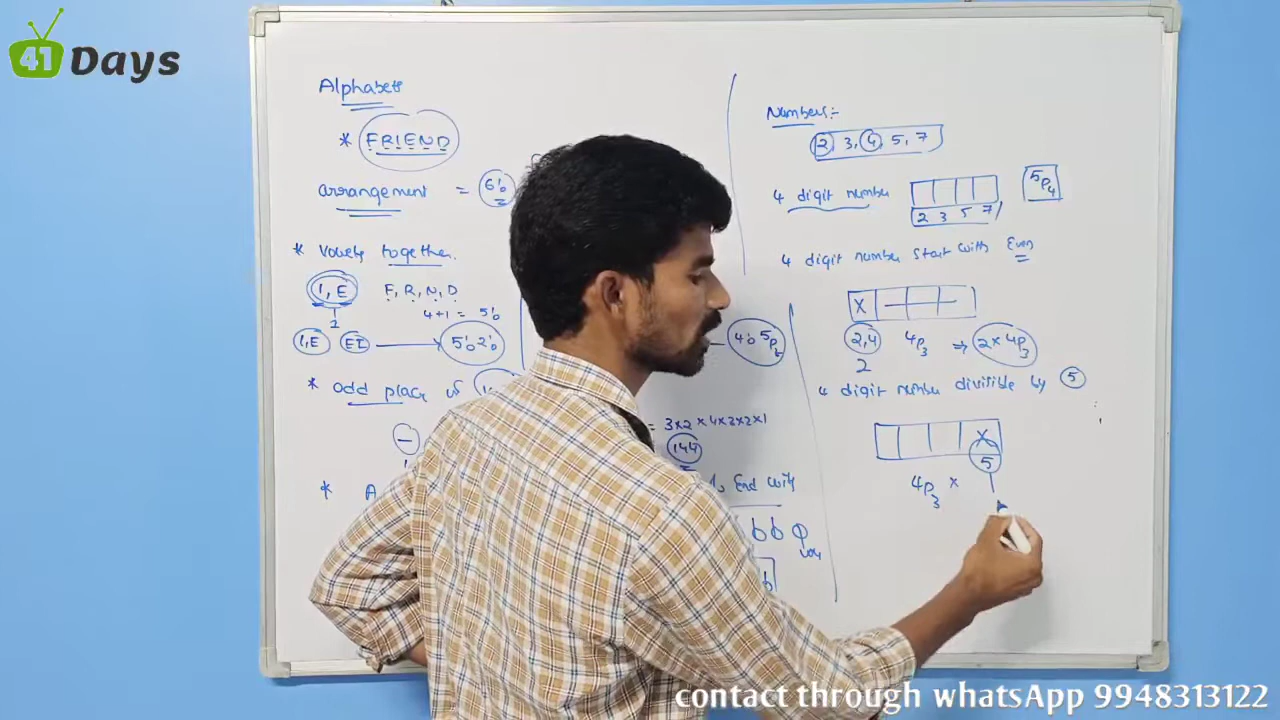 41 Days
Alphabets
* FRIEND
arrangement = 6!
* Vowels together.
I, E F, R, N, D
2 4+1 = 5!
I, E EI → 5! 2!
* odd place
= 3×2×4×3×2×1
144
End with
4! 5P2
Numbers:-
2 3, 4 5, 7
4 digit number 5P4
2 3 5 7
4 digit number start with Even
X
2,4 4P3 ⇒ 2×4P3
2
4 digit number divisible by 5
X
5
4P3 ×
contact through whatsApp 9948313122